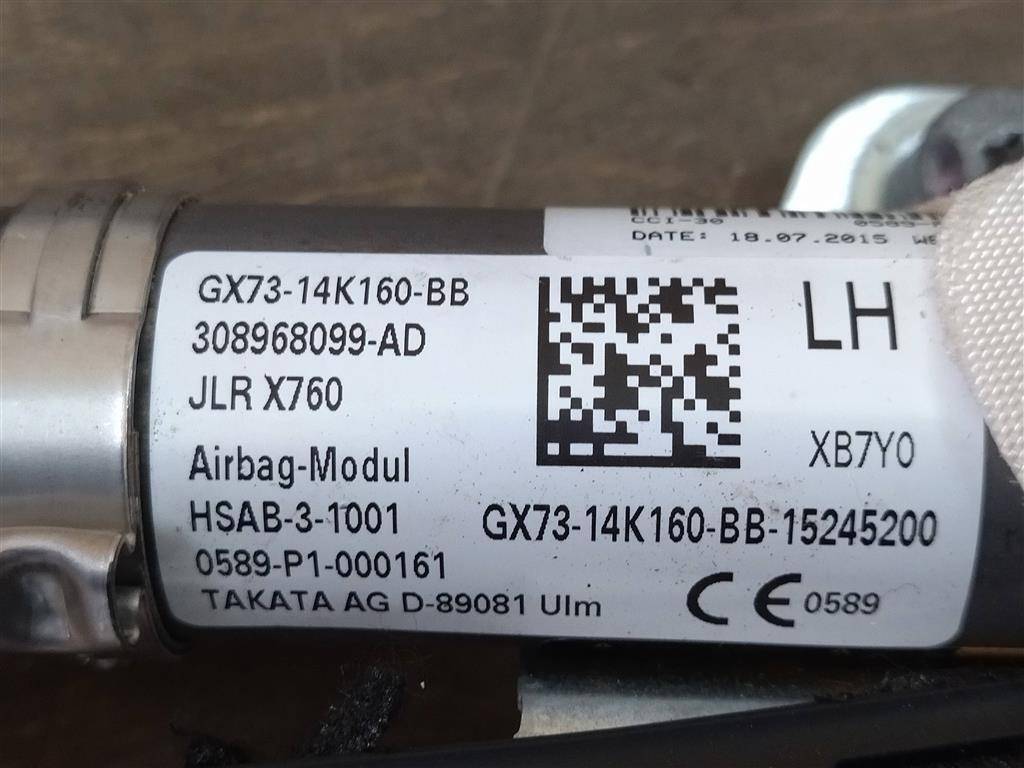 CCI-30
DATE: 18.07.2015
GX73-14K160-BB
308968099-AD
JLR X760
LH
Airbag-Modul
XB7Y0
HSAB-3-1001
GX73-14K160-BB-15245200
0589-P1-000161
TAKATA AG D-89081 Ulm
CE 0589